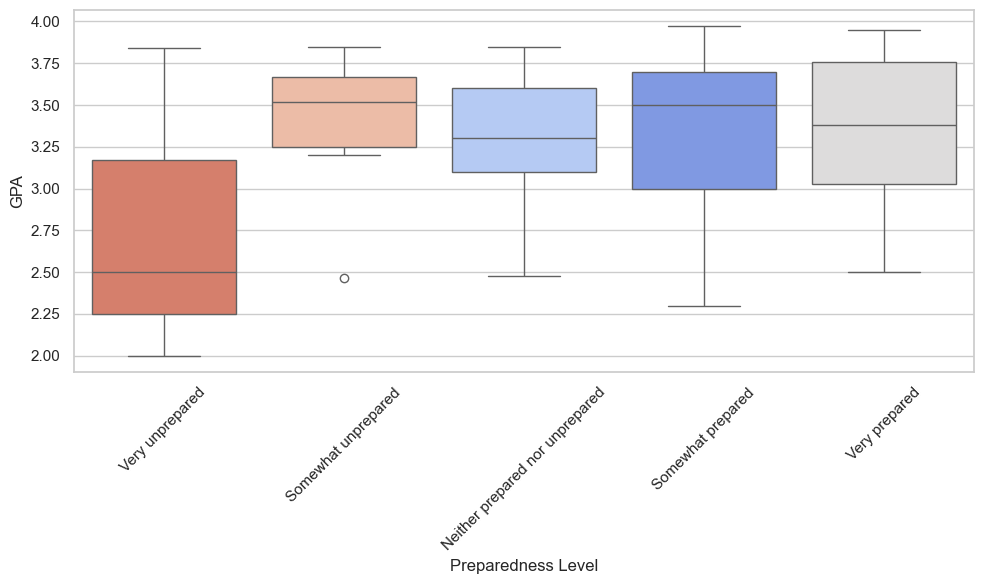 4.00
3.75
3.50
3.25
3.00
2.75
2.50
2.25
2.00
GPA
Very unprepared
Somewhat unprepared
Neither prepared nor unprepared
Somewhat prepared
Very prepared
Preparedness Level